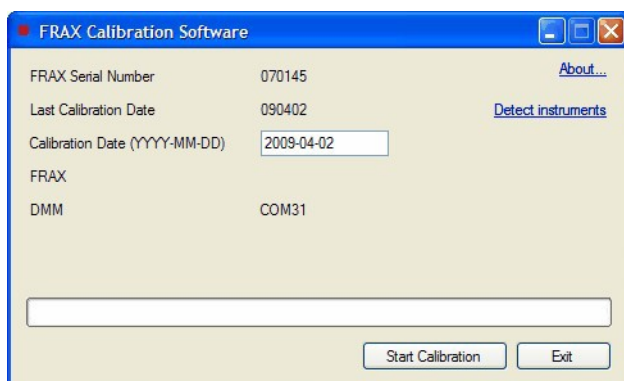 FRAX Calibration Software
FRAX Serial Number 070145 About...
Last Calibration Date 090402 Detect instruments
Calibration Date (YYYY-MM-DD) 2009-04-02
FRAX
DMM COM31
Start Calibration Exit